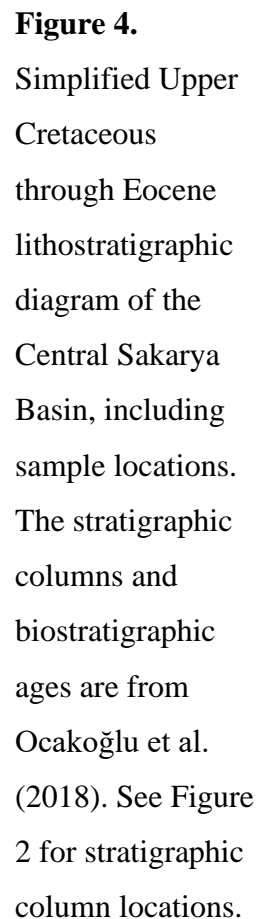 Figure 4.
Simplified Upper
Cretaceous
through Eocene
lithostratigraphic
diagram of the
Central Sakarya
Basin, including
sample locations.
The stratigraphic
columns and
biostratigraphic
ages are from
Ocakoğlu et al.
(2018). See Figure
2 for stratigraphic
column locations.